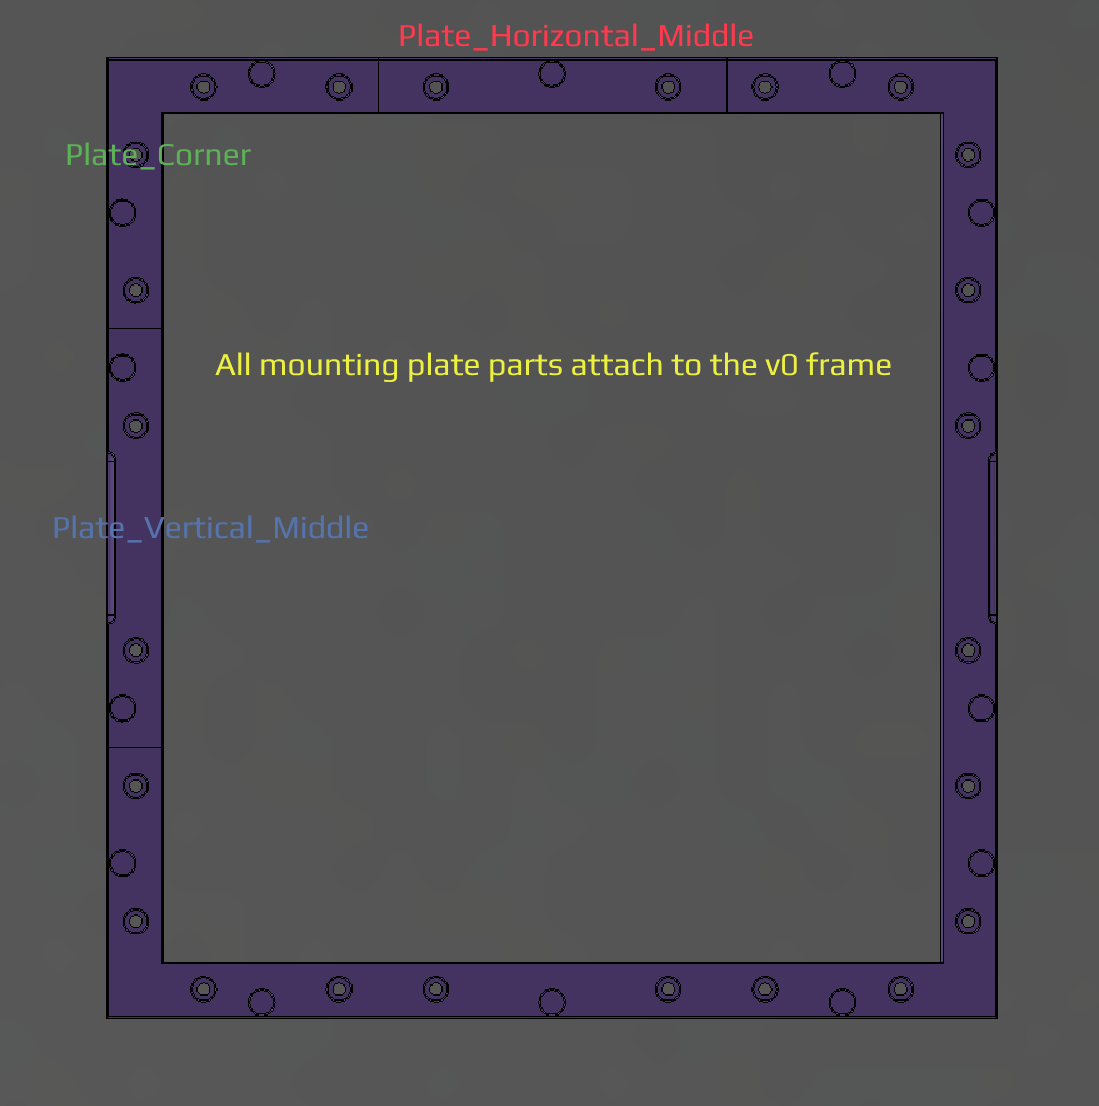 Plate_Horizontal_Middle
Plate_Corner
All mounting plate parts attach to the v0 frame
Plate_Vertical_Middle